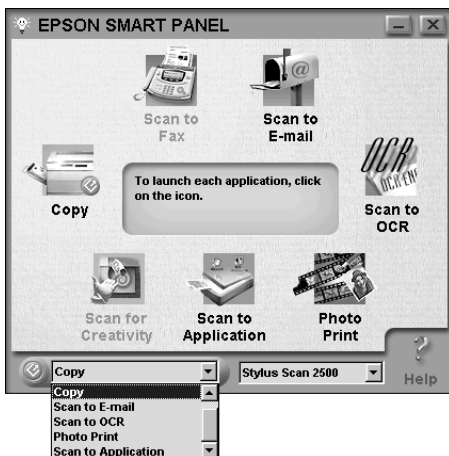 EPSON SMART PANEL
Scan to
Fax
@
Scan to
E-mail
Copy
To launch each application, click
on the icon.
OCR
Scan to
OCR
Scan for
Creativity
Scan to
Application
Photo
Print
?
Help
Copy
Stylus Scan 2500
Copy
Scan to E-mail
Scan to OCR
Photo Print
Scan to Application